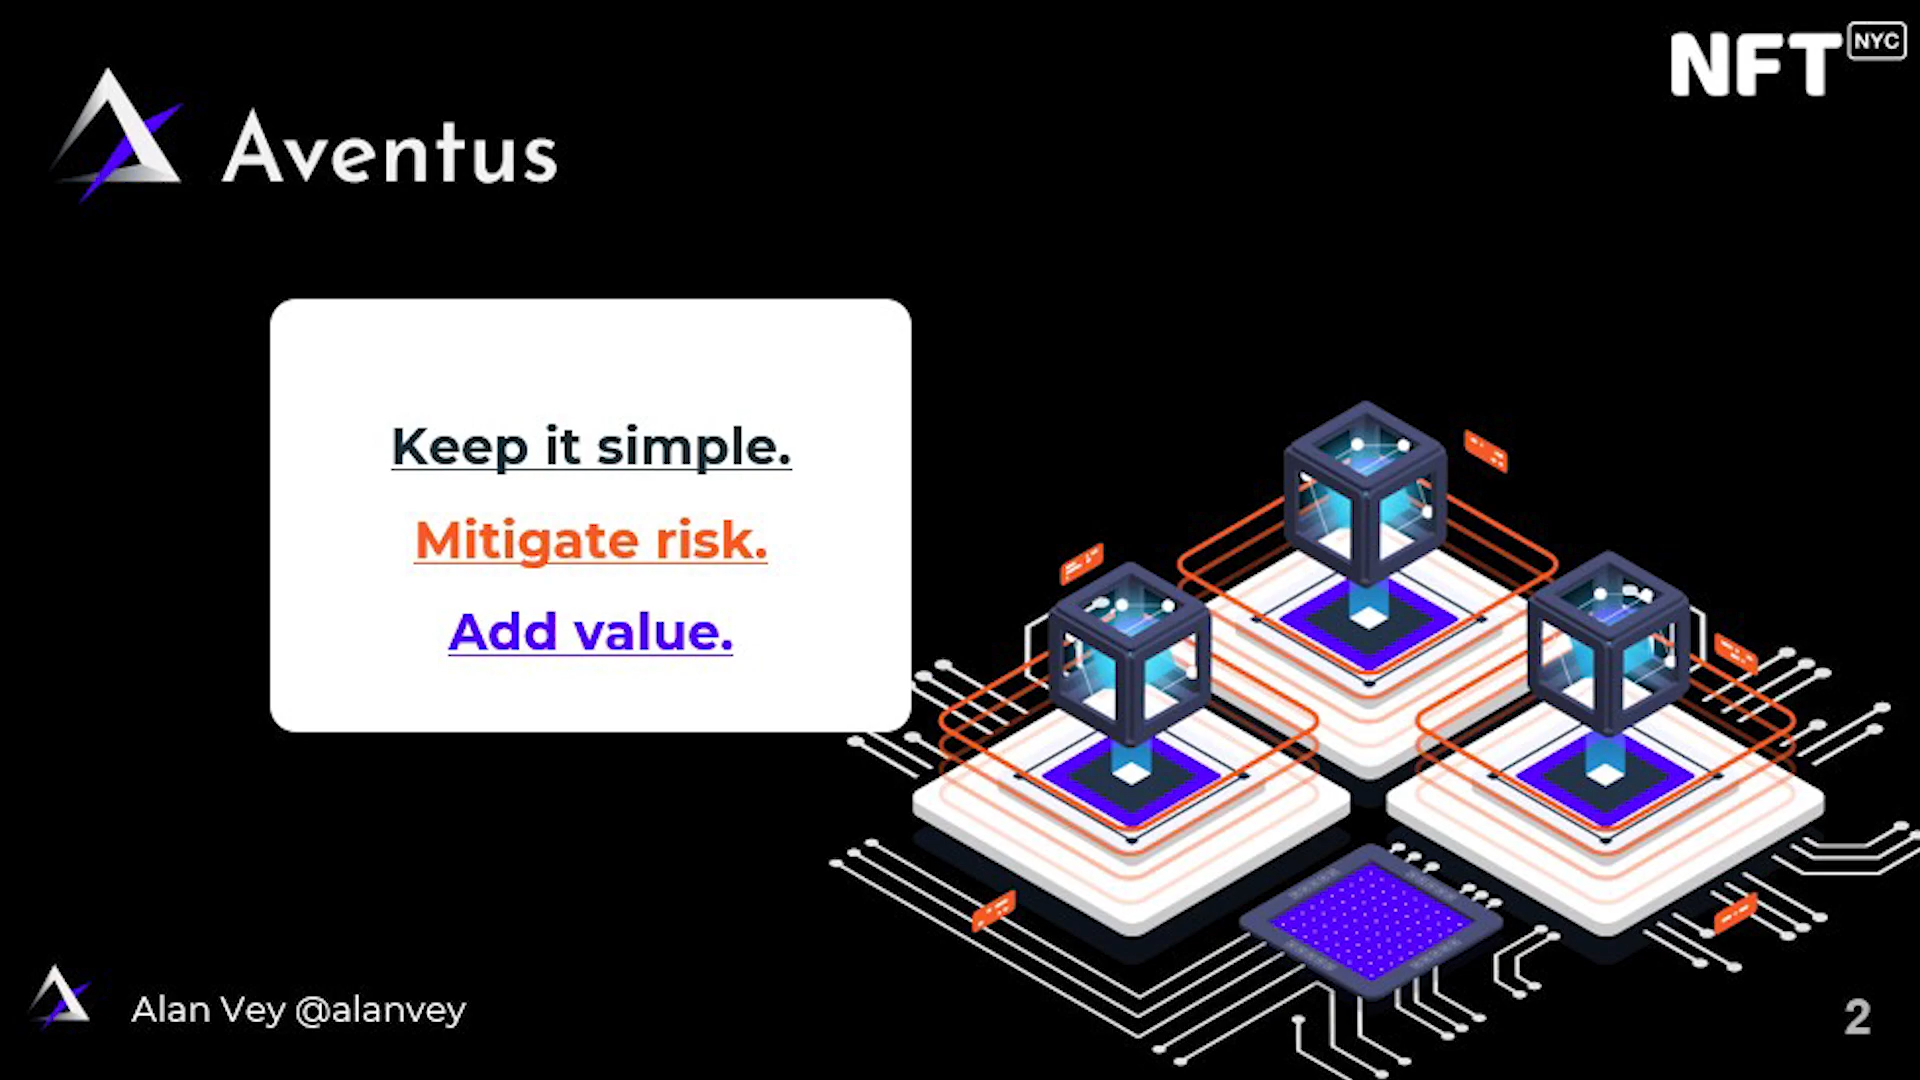 NFT NYC
Aventus
Keep it simple.
Mitigate risk.
Add value.
Alan Vey @alanvey
2